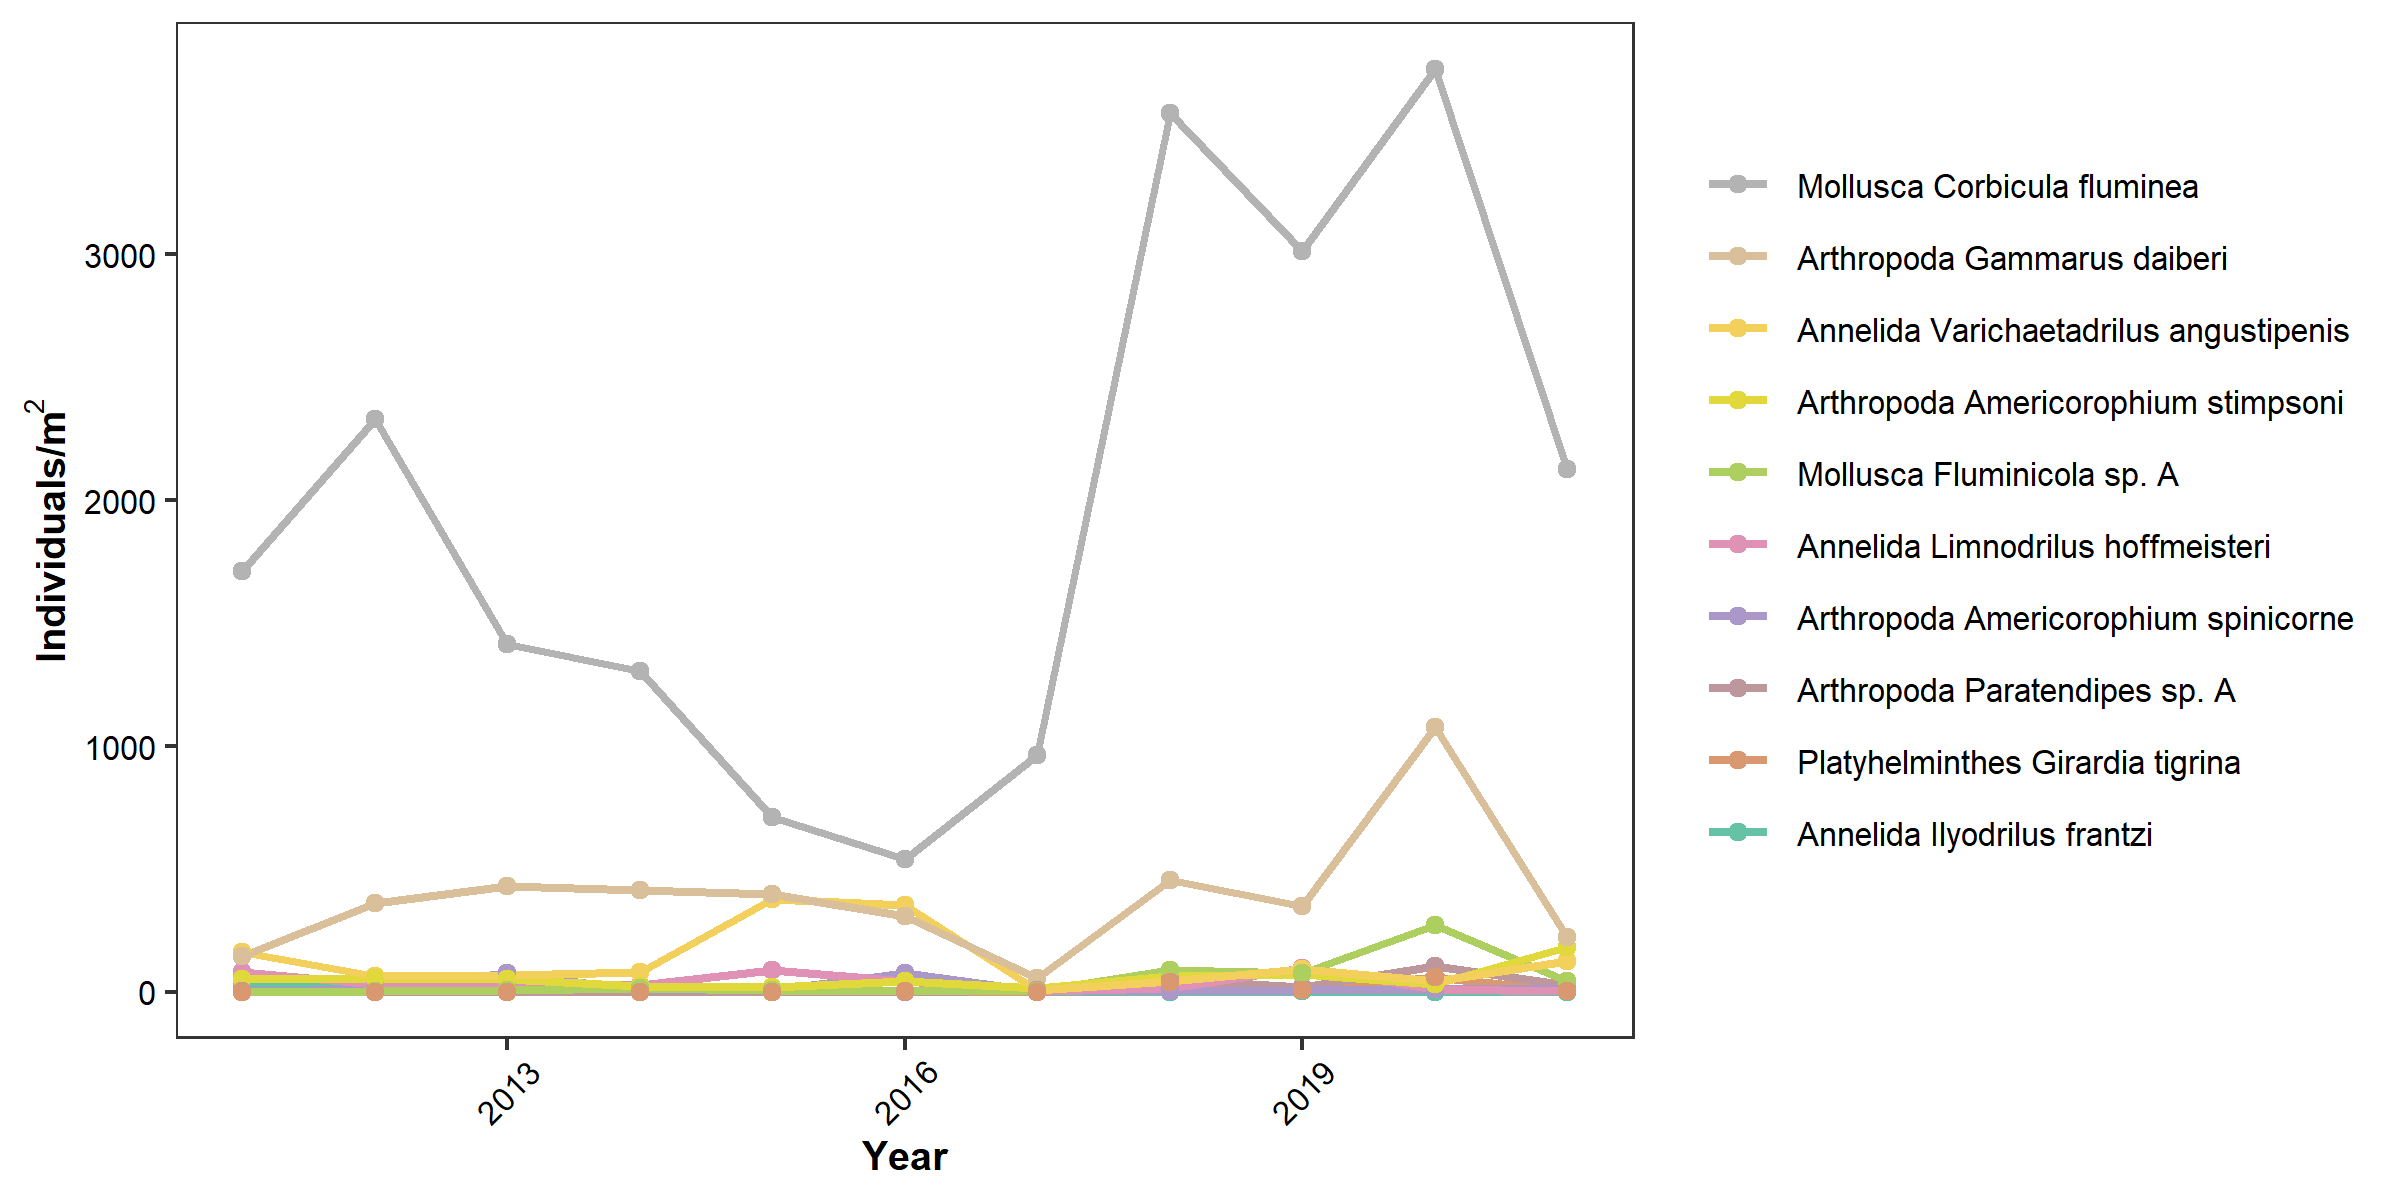 3000
2000
1000
0
Individuals/m²
2013
2016
2019
Year
Mollusca Corbicula fluminea
Arthropoda Gammarus daiberi
Annelida Varichaetadrilus angustipenis
Arthropoda Americorophium stimpsoni
Mollusca Fluminicola sp. A
Annelida Limnodrilus hoffmeisteri
Arthropoda Americorophium spinicorne
Arthropoda Paratendipes sp. A
Platyhelminthes Girardia tigrina
Annelida Ilyodrilus frantzi